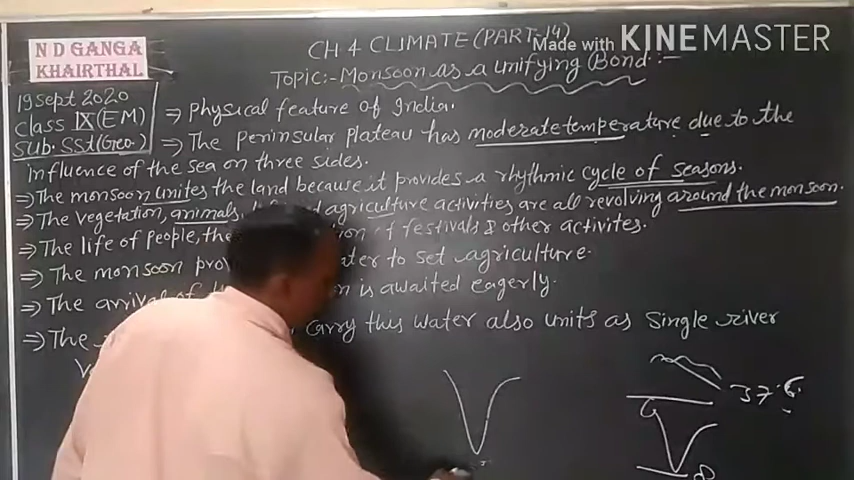 CH 4 CLIMATE (PART-14)
Made with KINEMASTER
N D GANGA
KHAIRTHAL
Topic:- Monsoon as a unifying Bond :-
19 Sept 2020
Class IX (EM)
Sub. SSt (Geo.)
⇒ Physical feature of India.
⇒ The Peninsular Plateau has moderate temperature due to the
influence of the sea on three sides.
⇒ The monsoon unites the land because it provides a rhythmic cycle of seasons.
⇒ The vegetation, animals, agriculture activities are all revolving around the monsoon.
⇒ The life of people, the of festivals & other activites.
⇒ The monsoon pro ater to set agriculture.
⇒ The arrival of is awaited eagerly.
⇒ The carry this water also units as single river